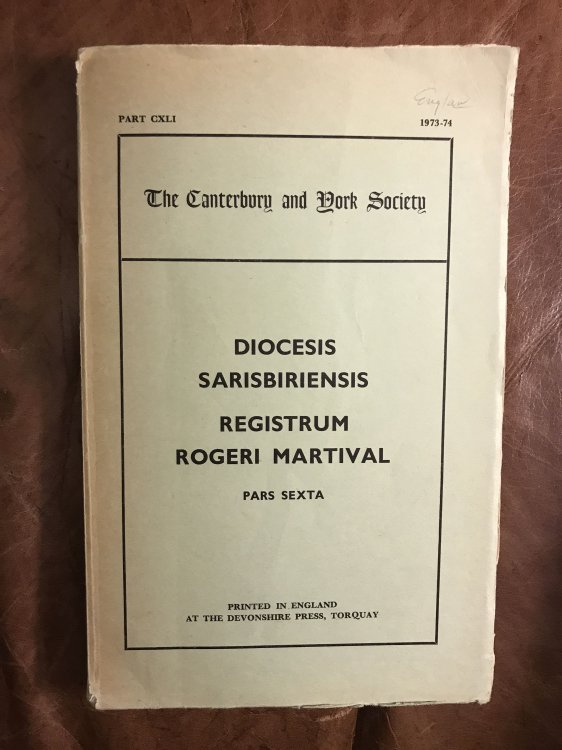 England
PART CXLI 1973-74
The Canterbury and York Society
DIOCESIS
SARISBIRIENSIS
REGISTRUM
ROGERI MARTIVAL
PARS SEXTA
PRINTED IN ENGLAND
AT THE DEVONSHIRE PRESS, TORQUAY